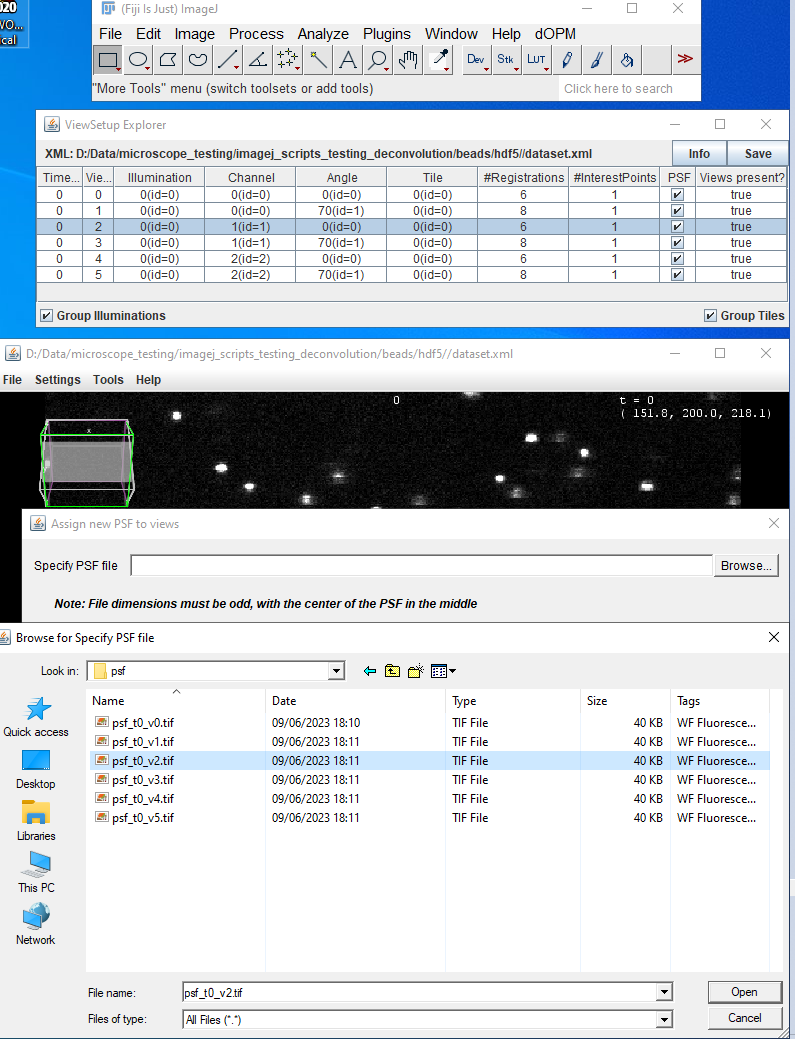 020
WO...
cal
(Fiji Is Just) ImageJ
File Edit Image Process Analyze Plugins Window Help dOPM
A Dev Stk LUT >>
"More Tools" menu (switch toolsets or add tools) Click here to search
ViewSetup Explorer
XML: D:/Data/microscope_testing/imagej_scripts_testing_deconvolution/beads/hdf5//dataset.xml Info Save
Time... Vie... Illumination Channel Angle Tile #Registrations #InterestPoints PSF Views present?
0 0 0(id=0) 0(id=0) 0(id=0) 0(id=0) 6 1 true
0 1 0(id=0) 0(id=0) 70(id=1) 0(id=0) 8 1 true
0 2 0(id=0) 1(id=1) 0(id=0) 0(id=0) 6 1 true
0 3 0(id=0) 1(id=1) 70(id=1) 0(id=0) 8 1 true
0 4 0(id=0) 2(id=2) 0(id=0) 0(id=0) 6 1 true
0 5 0(id=0) 2(id=2) 70(id=1) 0(id=0) 8 1 true
Group Illuminations Group Tiles
D:/Data/microscope_testing/imagej_scripts_testing_deconvolution/beads/hdf5//dataset.xml
File Settings Tools Help
0 t = 0
( 151.8, 200.0, 218.1)
x
Assign new PSF to views
Specify PSF file Browse...
Note: File dimensions must be odd, with the center of the PSF in the middle
Browse for Specify PSF file
Look in: psf
Name Date Type Size Tags
psf_t0_v0.tif 09/06/2023 18:10 TIF File 40 KB WF Fluoresce...
psf_t0_v1.tif 09/06/2023 18:11 TIF File 40 KB WF Fluoresce...
psf_t0_v2.tif 09/06/2023 18:11 TIF File 40 KB WF Fluoresce...
psf_t0_v3.tif 09/06/2023 18:11 TIF File 40 KB WF Fluoresce...
psf_t0_v4.tif 09/06/2023 18:11 TIF File 40 KB WF Fluoresce...
psf_t0_v5.tif 09/06/2023 18:11 TIF File 40 KB WF Fluoresce...
Quick access
Desktop
Libraries
This PC
Network
File name: psf_t0_v2.tif Open
Files of type: All Files (*.*) Cancel